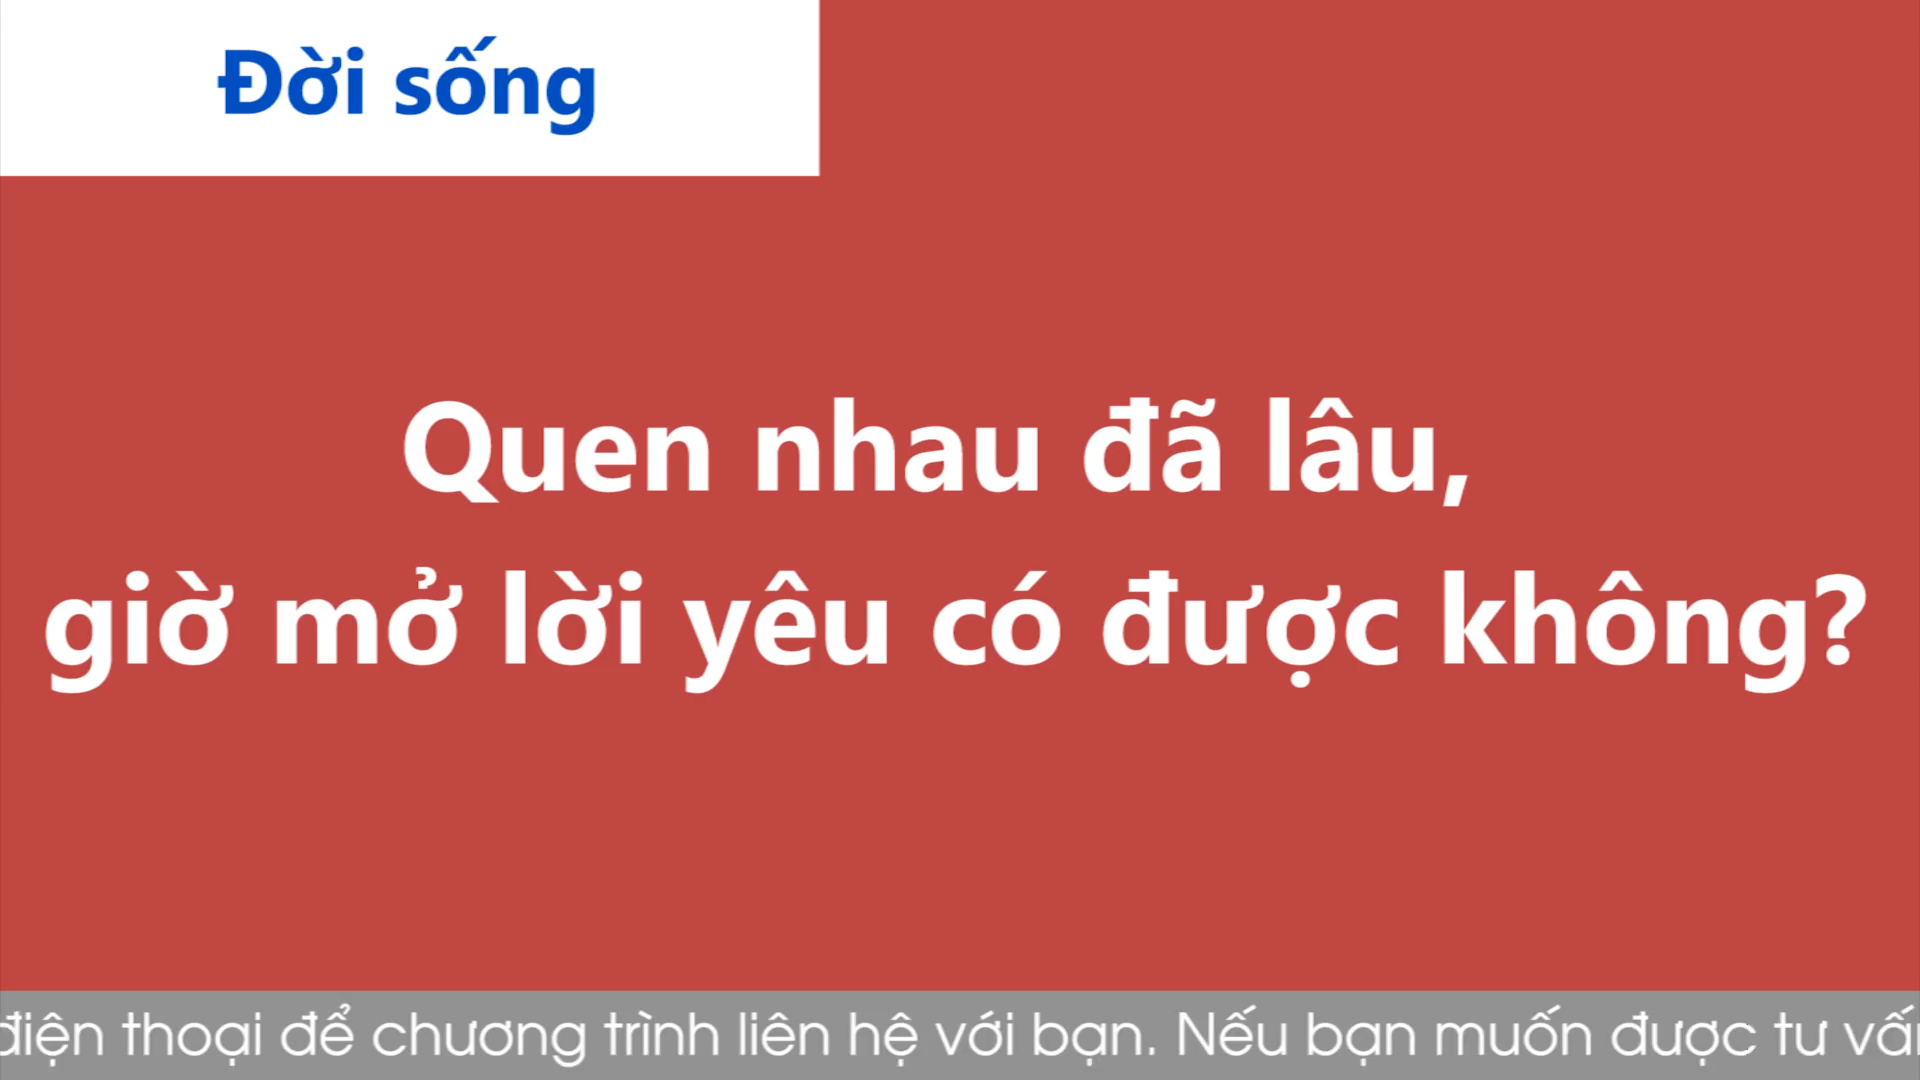 Đời sống
Quen nhau đã lâu,
giờ mở lời yêu có được không?
điện thoại để chương trình liên hệ với bạn. Nếu bạn muốn được tư vấn